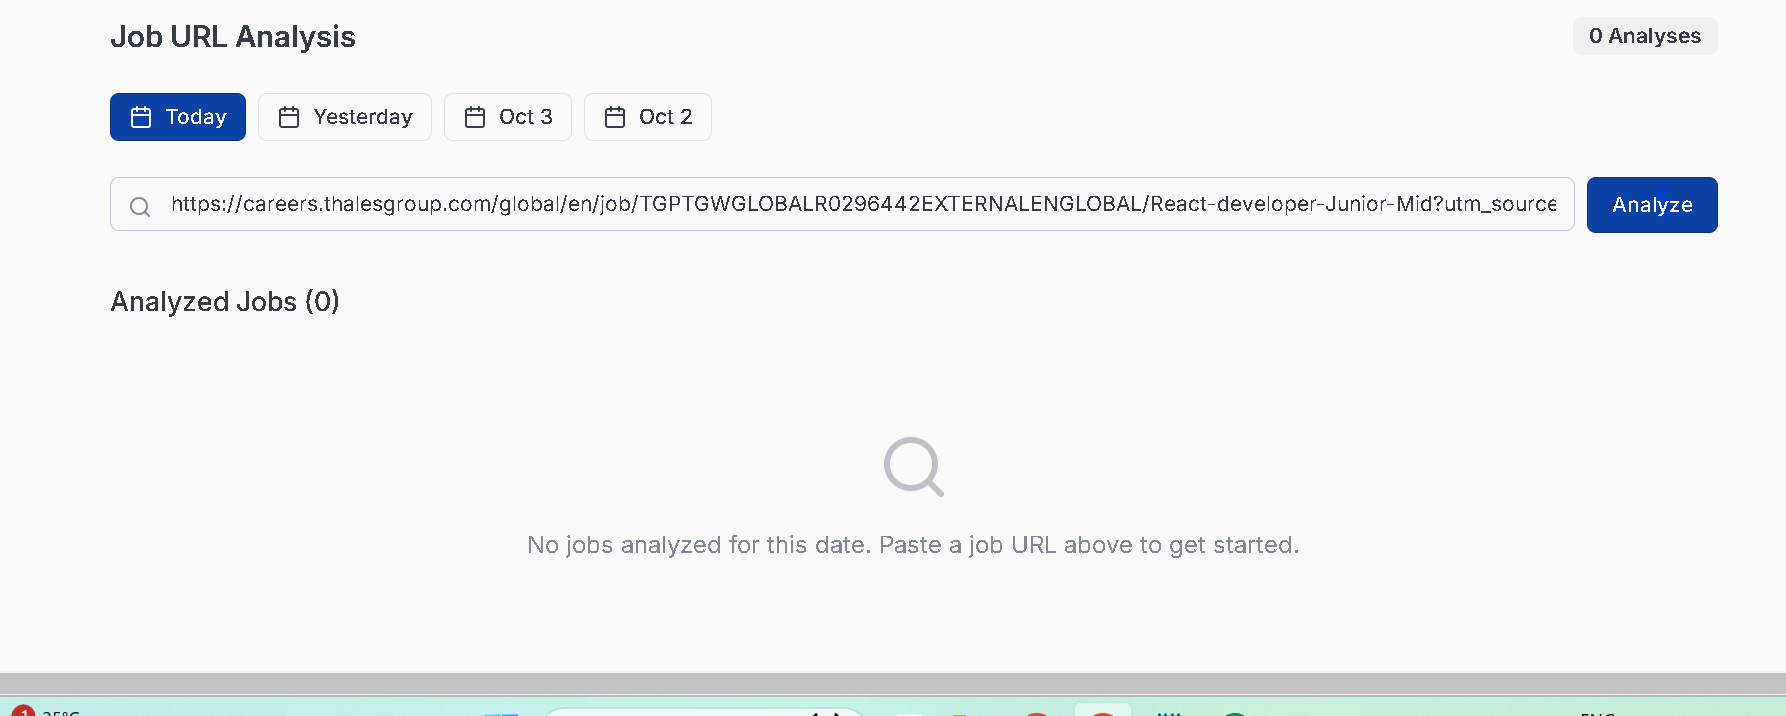 Job URL Analysis
0 Analyses
Today
Yesterday
Oct 3
Oct 2
https://careers.thalesgroup.com/global/en/job/TGPTGWGLOBALR0296442EXTERNALENGLOBAL/React-developer-Junior-Mid?utm_source
Analyze
Analyzed Jobs (0)
No jobs analyzed for this date. Paste a job URL above to get started.